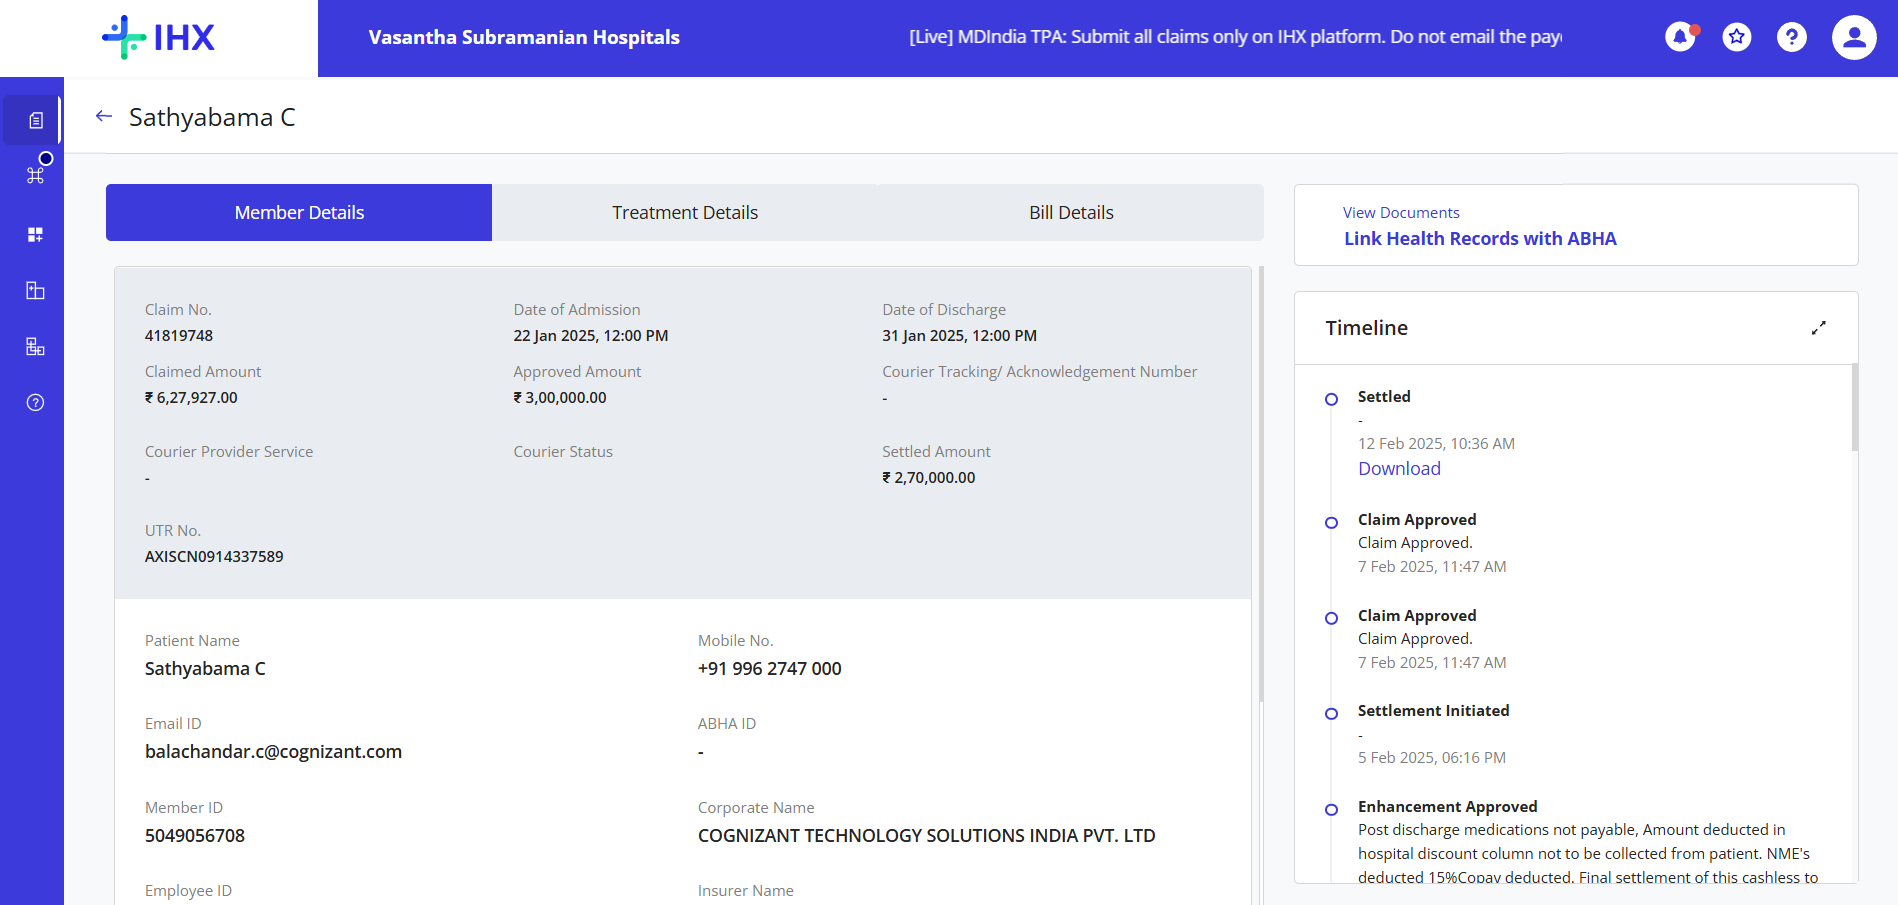 IHX
Vasantha Subramanian Hospitals
[Live] MDIndia TPA: Submit all claims only on IHX platform. Do not email the paye
Sathyabama C
Member Details
Treatment Details
Bill Details
View Documents
Link Health Records with ABHA
Claim No.
41819748
Date of Admission
22 Jan 2025, 12:00 PM
Date of Discharge
31 Jan 2025, 12:00 PM
Claimed Amount
₹ 6,27,927.00
Approved Amount
₹ 3,00,000.00
Courier Tracking/ Acknowledgement Number
-
Courier Provider Service
-
Courier Status
Settled Amount
₹ 2,70,000.00
UTR No.
AXISCN0914337589
Patient Name
Sathyabama C
Mobile No.
+91 996 2747 000
Email ID
balachandar.c@cognizant.com
ABHA ID
-
Member ID
5049056708
Corporate Name
COGNIZANT TECHNOLOGY SOLUTIONS INDIA PVT. LTD
Employee ID
Insurer Name
Timeline
Settled
-
12 Feb 2025, 10:36 AM
Download
Claim Approved
Claim Approved.
7 Feb 2025, 11:47 AM
Claim Approved
Claim Approved.
7 Feb 2025, 11:47 AM
Settlement Initiated
-
5 Feb 2025, 06:16 PM
Enhancement Approved
Post discharge medications not payable, Amount deducted in
hospital discount column not to be collected from patient. NME's
deducted 15%Copay deducted. Final settlement of this cashless to